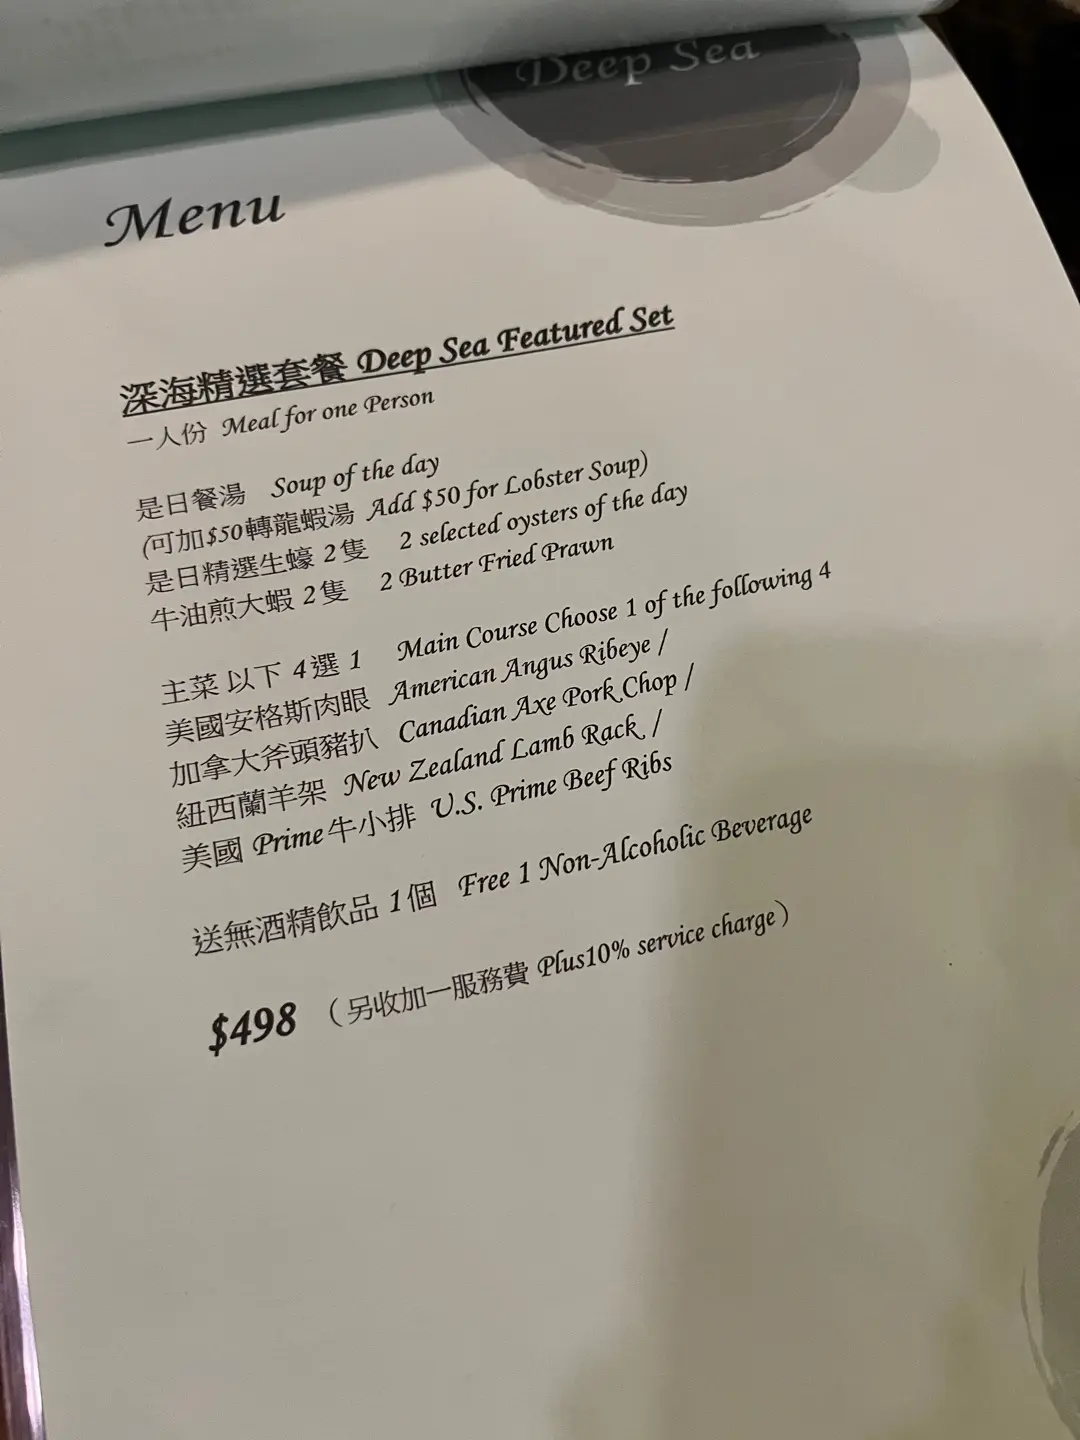 Deep Sea
Menu
深海精選套餐 Deep Sea Featured Set
一人份 Meal for one Person
是日餐湯 Soup of the day
(可加$50轉龍蝦湯 Add $50 for Lobster Soup)
是日精選生蠔 2隻 2 selected oysters of the day
牛油煎大蝦 2隻 2 Butter Fried Prawn
主菜 以下 4選 1 Main Course Choose 1 of the following 4
美國安格斯肉眼 American Angus Ribeye /
加拿大斧頭豬扒 Canadian Axe Pork Chop /
紐西蘭羊架 New Zealand Lamb Rack /
美國 Prime牛小排 U.S. Prime Beef Ribs
送無酒精飲品 1個 Free 1 Non-Alcoholic Beverage
$498 （另收加一服務費 Plus10% service charge）